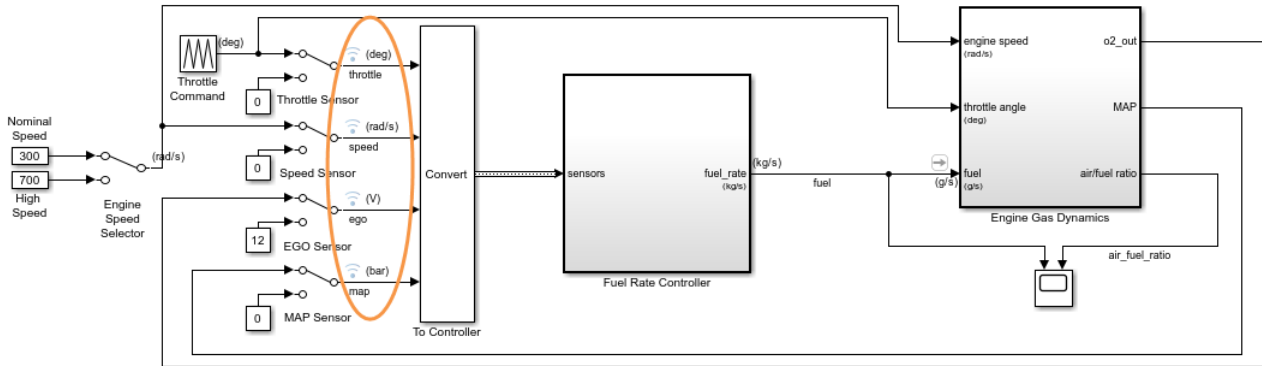 (deg)
Throttle
Command
0
Throttle Sensor
(deg)
throttle
Nominal
Speed
300
700
High
Speed
(rad/s)
Engine
Speed
Selector
0
Speed Sensor
(rad/s)
speed
12
EGO Sensor
(V)
ego
0
MAP Sensor
(bar)
map
Convert
To Controller
sensors
fuel_rate
(kg/s)
Fuel Rate Controller
(kg/s)
fuel
(g/s)
engine speed
(rad/s)
throttle angle
(deg)
fuel
(g/s)
o2_out
MAP
air/fuel ratio
Engine Gas Dynamics
air_fuel_ratio